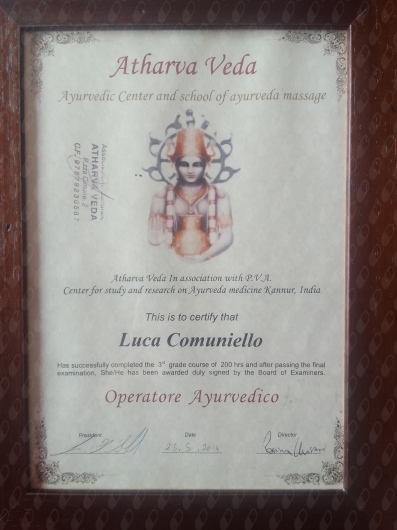 Atharva Veda
Ayurvedic Center and school of ayurveda massage
ATHARVA VEDA
Atharva Veda In association with P.V.A.
Center for study and research on Ayurveda medicine Kannur, India
This is to certify that
Luca Comuniello
Has successfully completed the 3rd grade course of 200 hrs and after passing the final
examination, She/He has been awarded duly signed by the Board of Examiners.
Operatore Ayurvedico
President Date Director